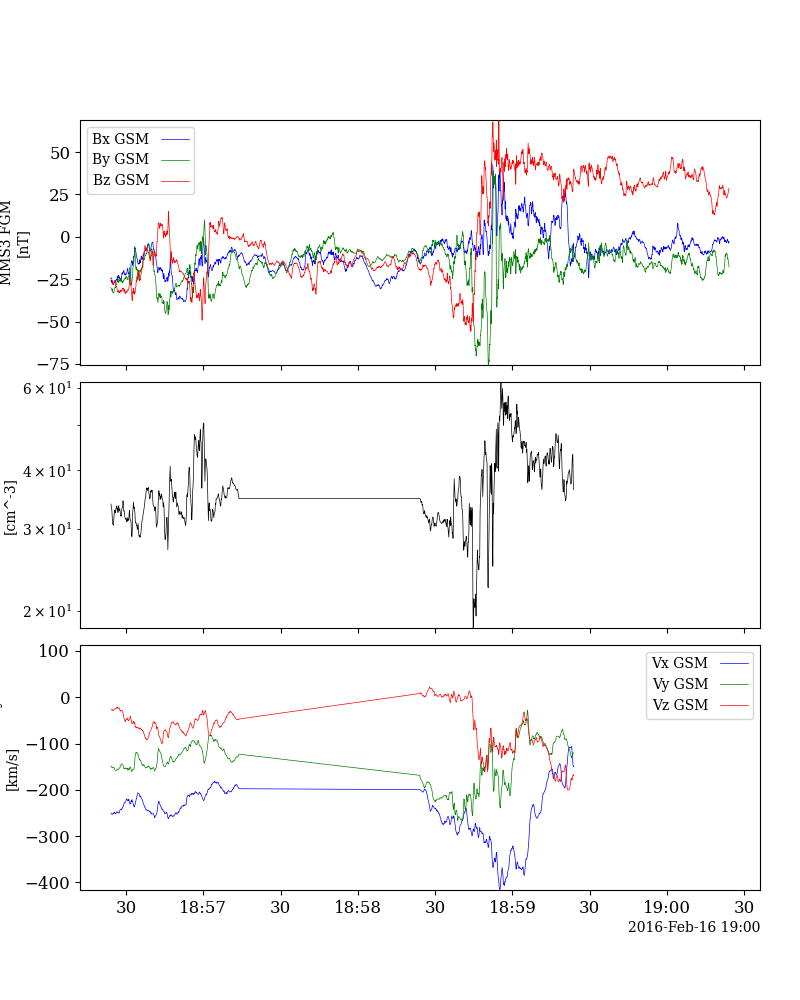 MMS3 FGM
[nT]
50
25
0
−25
−50
−75
Bx GSM
By GSM
Bz GSM
[cm^-3]
6 × 10¹
4 × 10¹
3 × 10¹
2 × 10¹
[km/s]
100
0
−100
−200
−300
−400
Vx GSM
Vy GSM
Vz GSM
30 18:57 30 18:58 30 18:59 30 19:00 30
2016-Feb-16 19:00